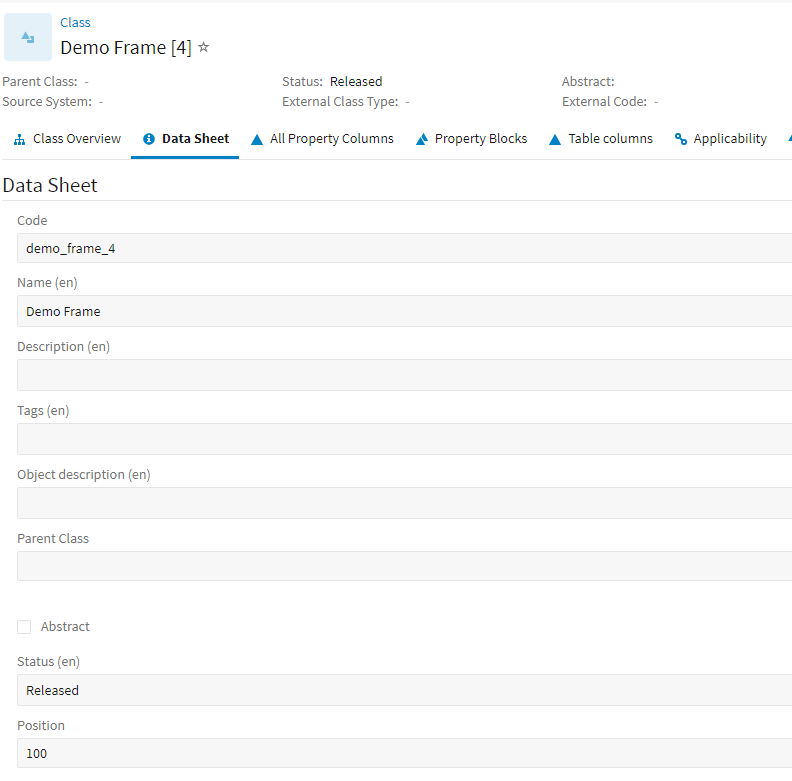 Class
Demo Frame [4] ☆
Parent Class: - Status: Released Abstract:
Source System: - External Class Type: - External Code: -
Class Overview Data Sheet All Property Columns Property Blocks Table columns Applicability
Data Sheet
Code
demo_frame_4
Name (en)
Demo Frame
Description (en)
Tags (en)
Object description (en)
Parent Class
Abstract
Status (en)
Released
Position
100